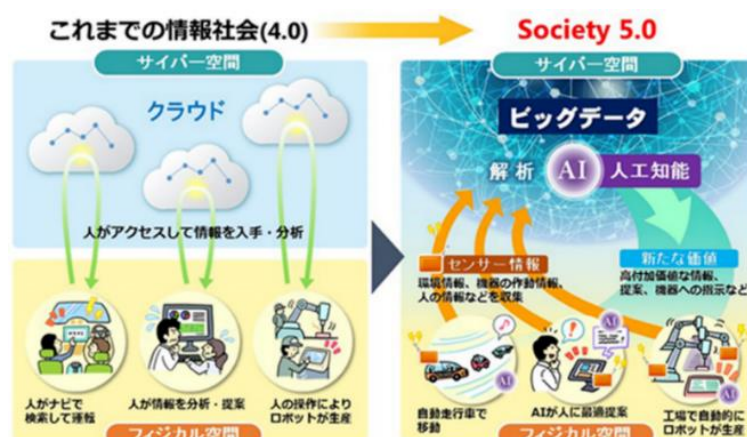 これまでの情報社会(4.0)
サイバー空間
クラウド
人がアクセスして情報を入手・分析
人がナビで
検索して運転
人が情報を分析・提案
人の操作により
ロボットが生産
フィジカル空間
Society 5.0
サイバー空間
ビッグデータ
解析 AI 人工知能
センサー情報
環境情報、機器の作動情報、
人の情報などを収集
新たな価値
高付加価値な情報、
提案、機器への指示など
AI
自動走行車で
移動
AI
AIが人に最適提案
AI
工場で自動的に
ロボットが生産
フィジカル空間